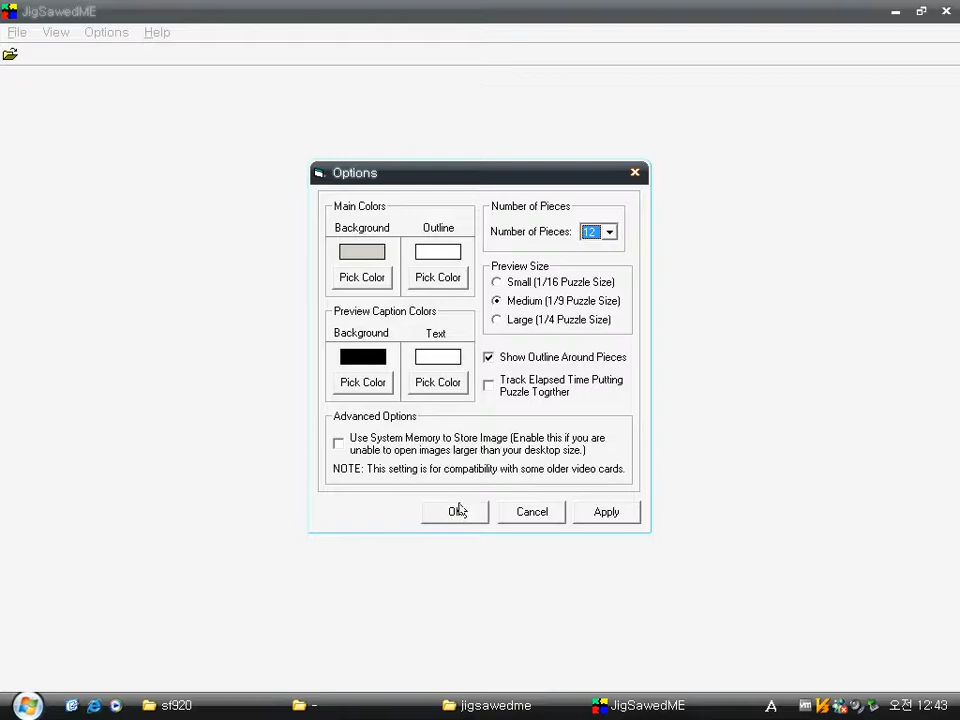 JigSawedME
File View Options Help
Options
Main Colors
Background Outline
Pick Color Pick Color
Preview Caption Colors
Background Text
Pick Color Pick Color
Number of Pieces
Number of Pieces: 12
Preview Size
Small (1/16 Puzzle Size)
Medium (1/9 Puzzle Size)
Large (1/4 Puzzle Size)
Show Outline Around Pieces
Track Elapsed Time Putting
Puzzle Togrther
Advanced Options
Use System Memory to Store Image (Enable this if you are
unable to open images larger than your desktop size.)
NOTE: This setting is for compatibility with some older video cards.
OK Cancel Apply
sf920 - jigsawedme JigSawedME A vm 오전 12:43